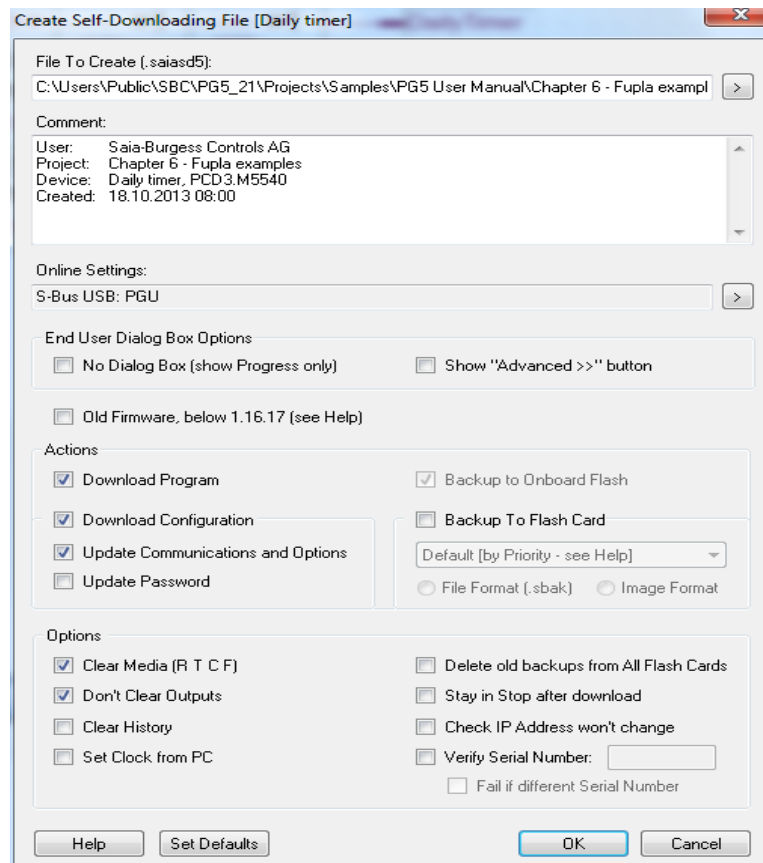 Create Self-Downloading File [Daily timer]
File To Create (.saiasd5):
C:\Users\Public\SBC\PG5_21\Projects\Samples\PG5 User Manual\Chapter 6 - Fupla exampl >
Comment:
User: Saia-Burgess Controls AG
Project: Chapter 6 - Fupla examples
Device: Daily timer, PCD3.M5540
Created: 18.10.2013 08:00
Online Settings:
S-Bus USB: PGU >
End User Dialog Box Options
No Dialog Box (show Progress only) Show "Advanced >>" button
Old Firmware, below 1.16.17 (see Help)
Actions
Download Program Backup to Onboard Flash
Download Configuration Backup To Flash Card
Update Communications and Options Default [by Priority - see Help]
Update Password File Format (.sbak) Image Format
Options
Clear Media (R T C F) Delete old backups from All Flash Cards
Don't Clear Outputs Stay in Stop after download
Clear History Check IP Address won't change
Set Clock from PC Verify Serial Number:
Fail if different Serial Number
Help Set Defaults OK Cancel